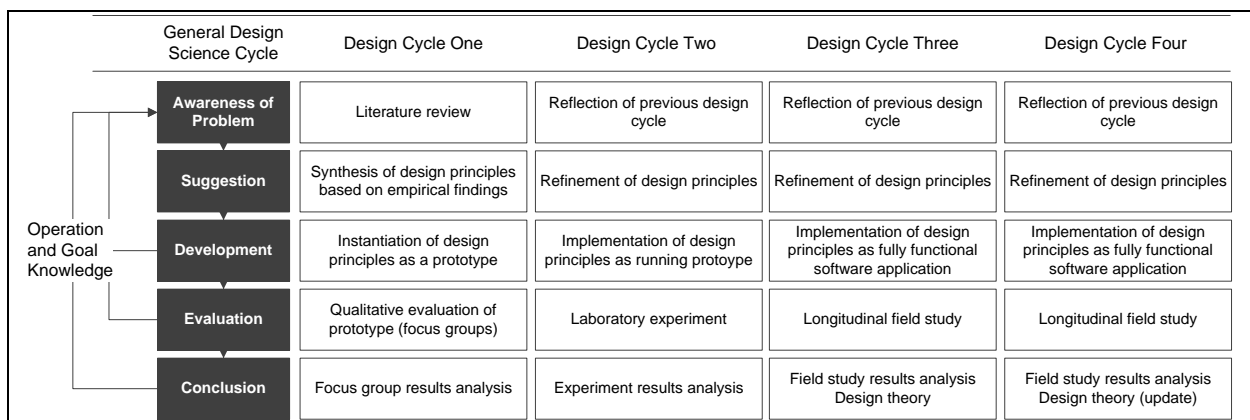 General Design
Science Cycle
Design Cycle One
Design Cycle Two
Design Cycle Three
Design Cycle Four
Awareness of
Problem
Literature review
Reflection of previous design
cycle
Reflection of previous design
cycle
Reflection of previous design
cycle
Suggestion
Synthesis of design principles
based on empirical findings
Refinement of design principles
Refinement of design principles
Refinement of design principles
Operation
and Goal
Knowledge
Development
Instantiation of design
principles as a prototype
Implementation of design
principles as running protoype
Implementation of design
principles as fully functional
software application
Implementation of design
principles as fully functional
software application
Evaluation
Qualitative evaluation of
prototype (focus groups)
Laboratory experiment
Longitudinal field study
Longitudinal field study
Conclusion
Focus group results analysis
Experiment results analysis
Field study results analysis
Design theory
Field study results analysis
Design theory (update)